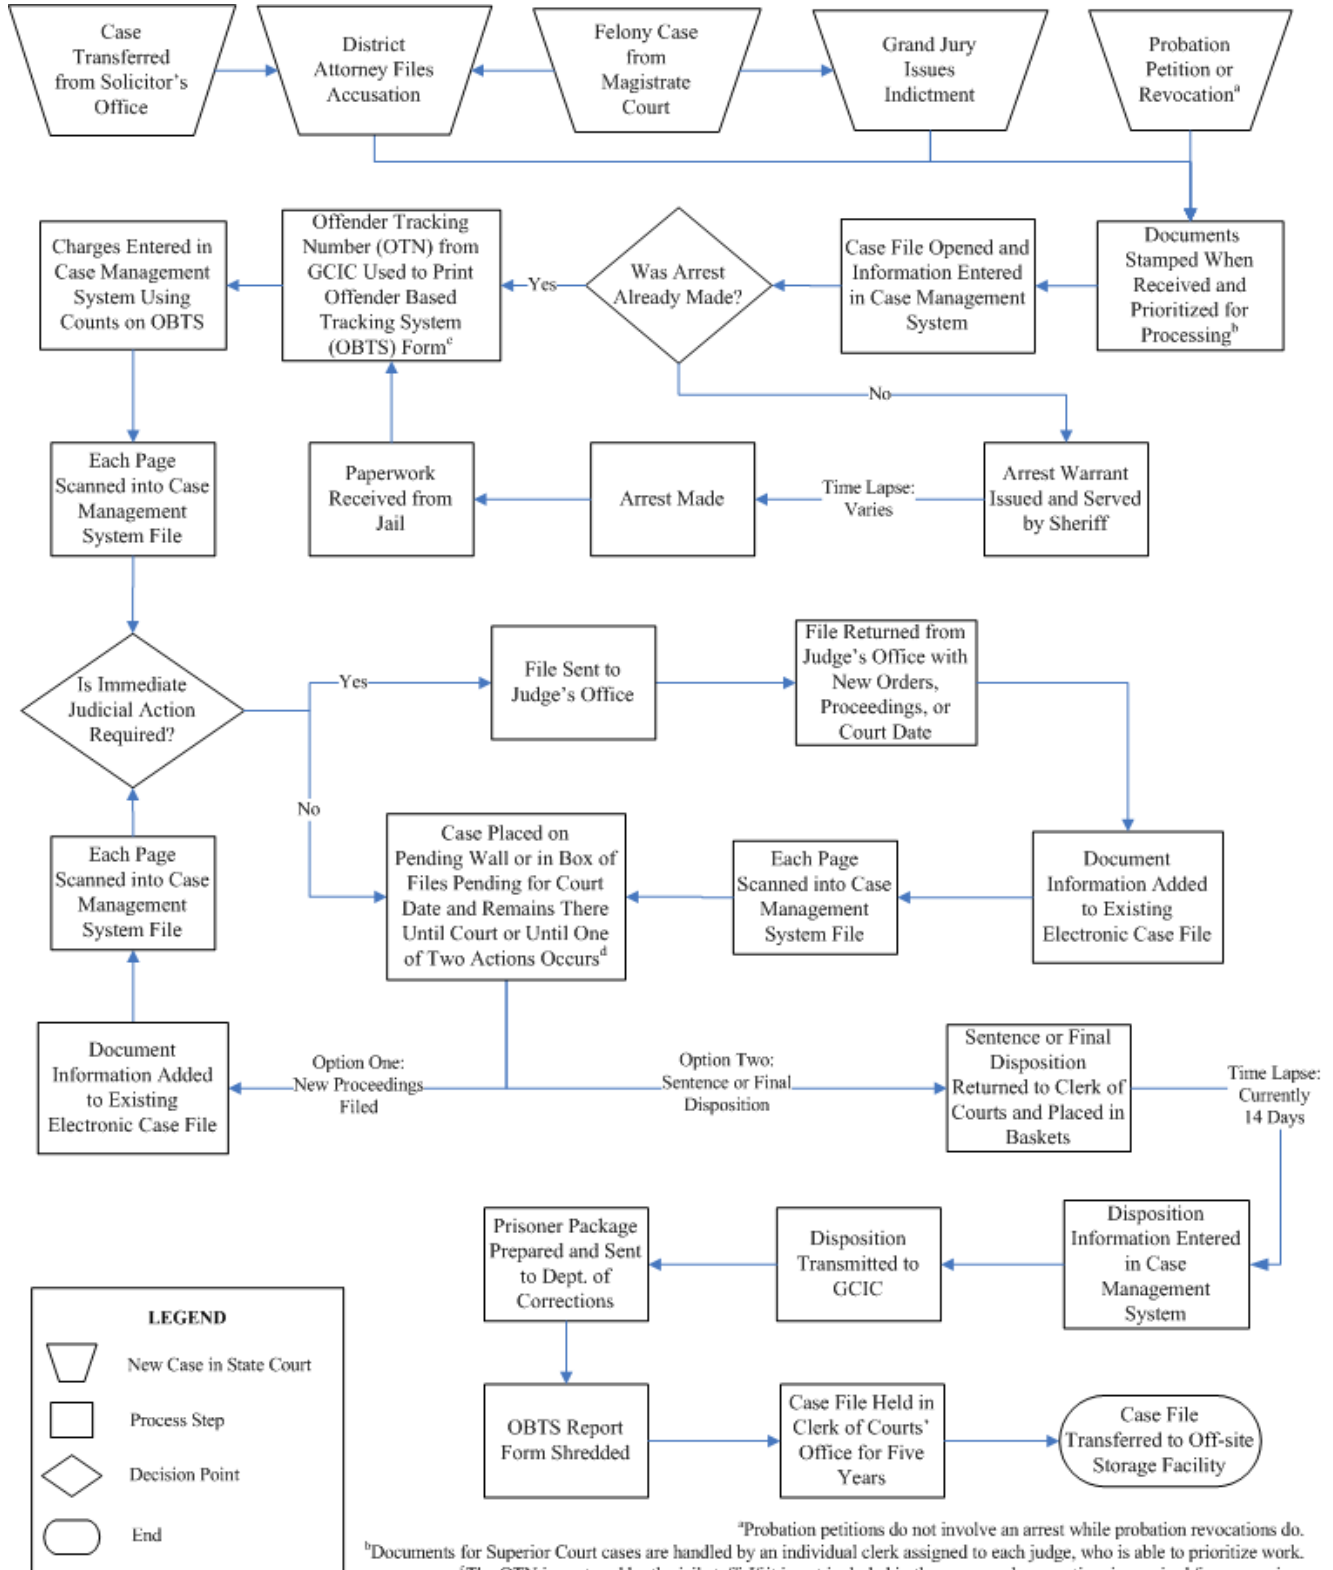 Case
Transferred
from Solicitor's
Office
District
Attorney Files
Accusation
Felony Case
from
Magistrate
Court
Grand Jury
Issues
Indictment
Probation
Petition or
Revocationa
Charges Entered in
Case Management
System Using
Counts on OBTS
Offender Tracking
Number (OTN) from
GCIC Used to Print
Offender Based
Tracking System
(OBTS) Formc
Yes
Was Arrest
Already Made?
Case File Opened and
Information Entered
in Case Management
System
Documents
Stamped When
Received and
Prioritized for
Processingb
No
Each Page
Scanned into Case
Management
System File
Paperwork
Received from
Jail
Arrest Made
Time Lapse:
Varies
Arrest Warrant
Issued and Served
by Sheriff
Is Immediate
Judicial Action
Required?
Yes
File Sent to
Judge's Office
File Returned from
Judge's Office with
New Orders,
Proceedings, or
Court Date
No
Each Page
Scanned into Case
Management
System File
Case Placed on
Pending Wall or in Box of
Files Pending for Court
Date and Remains There
Until Court or Until One
of Two Actions Occursd
Each Page
Scanned into Case
Management
System File
Document
Information Added
to Existing
Electronic Case File
Document
Information Added
to Existing
Electronic Case File
Option One:
New Proceedings
Filed
Option Two:
Sentence or Final
Disposition
Sentence or Final
Disposition
Returned to Clerk of
Courts and Placed in
Baskets
Time Lapse:
Currently
14 Days
Prisoner Package
Prepared and Sent
to Dept. of
Corrections
Disposition
Transmitted to
GCIC
Disposition
Information Entered
in Case
Management
System
OBTS Report
Form Shredded
Case File Held in
Clerk of Courts'
Office for Five
Years
Case File
Transferred to Off-site
Storage Facility
LEGEND
New Case in State Court
Process Step
Decision Point
End
aProbation petitions do not involve an arrest while probation revocations do.
bDocuments for Superior Court cases are handled by an individual clerk assigned to each judge, who is able to prioritize work.